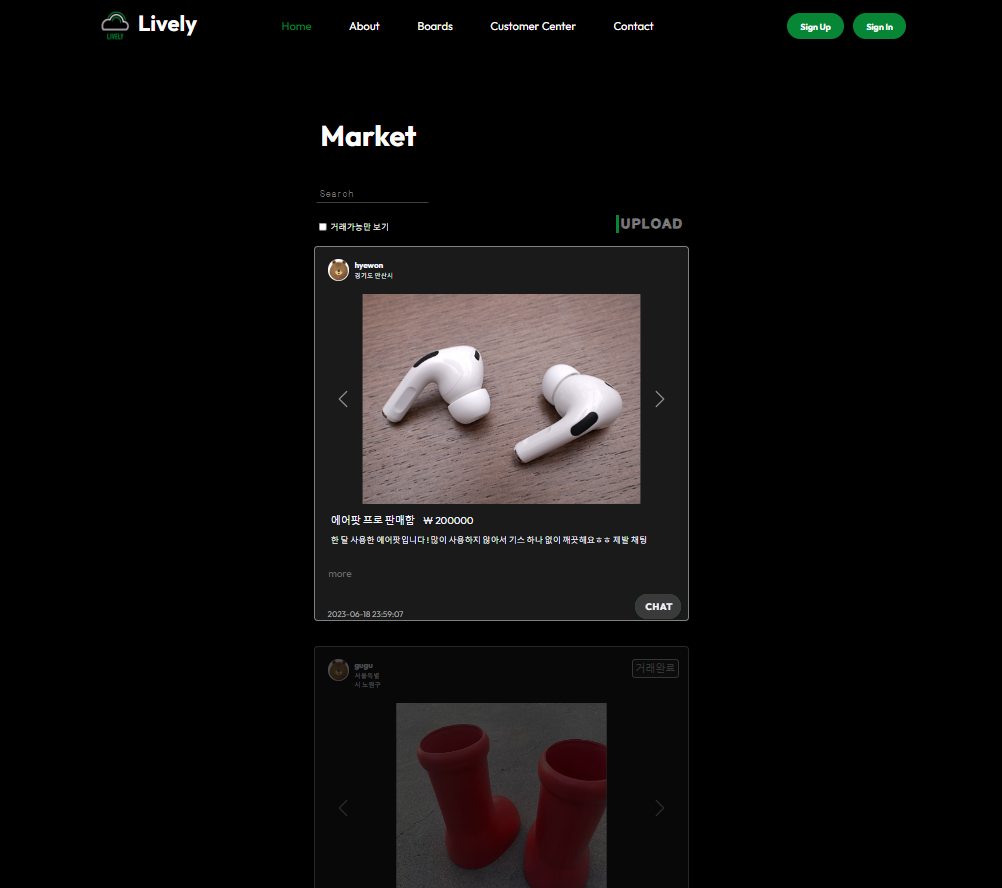 LIVELY
Lively
Home About Boards Customer Center Contact
Sign Up Sign In
Market
Search
거래가능만 보기
UPLOAD
hyewon
경기도 안산시
에어팟 프로 판매함 ₩ 200000
한 달 사용한 에어팟입니다 ! 많이 사용하지 않아서 기스 하나 없이 깨끗해요ㅎㅎ 제발 채팅
more
2023-06-18 23:59:07
CHAT
gugu
서울특별
시 노원구
거래완료